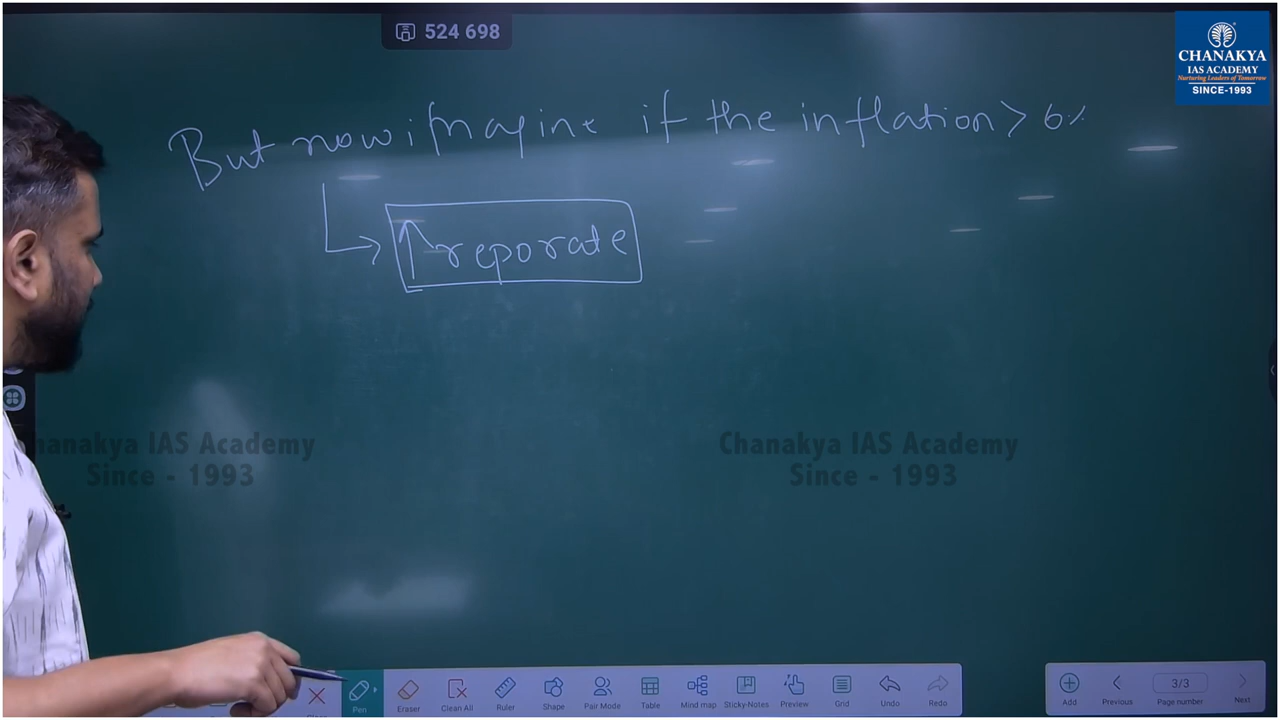 524 698
CHANAKYA
IAS ACADEMY
Nurturing Leaders of Tomorrow
SINCE-1993
But now imagine if the inflation > 6%
↑ reporate
hanakya IAS Academy
Since - 1993
Chanakya IAS Academy
Since - 1993
Pen
Eraser
Clean All
Ruler
Shape
Pair Mode
Table
Mind map
Sticky-Notes
Preview
Grid
Undo
Redo
Add
Previous
3/3
Page number
Next